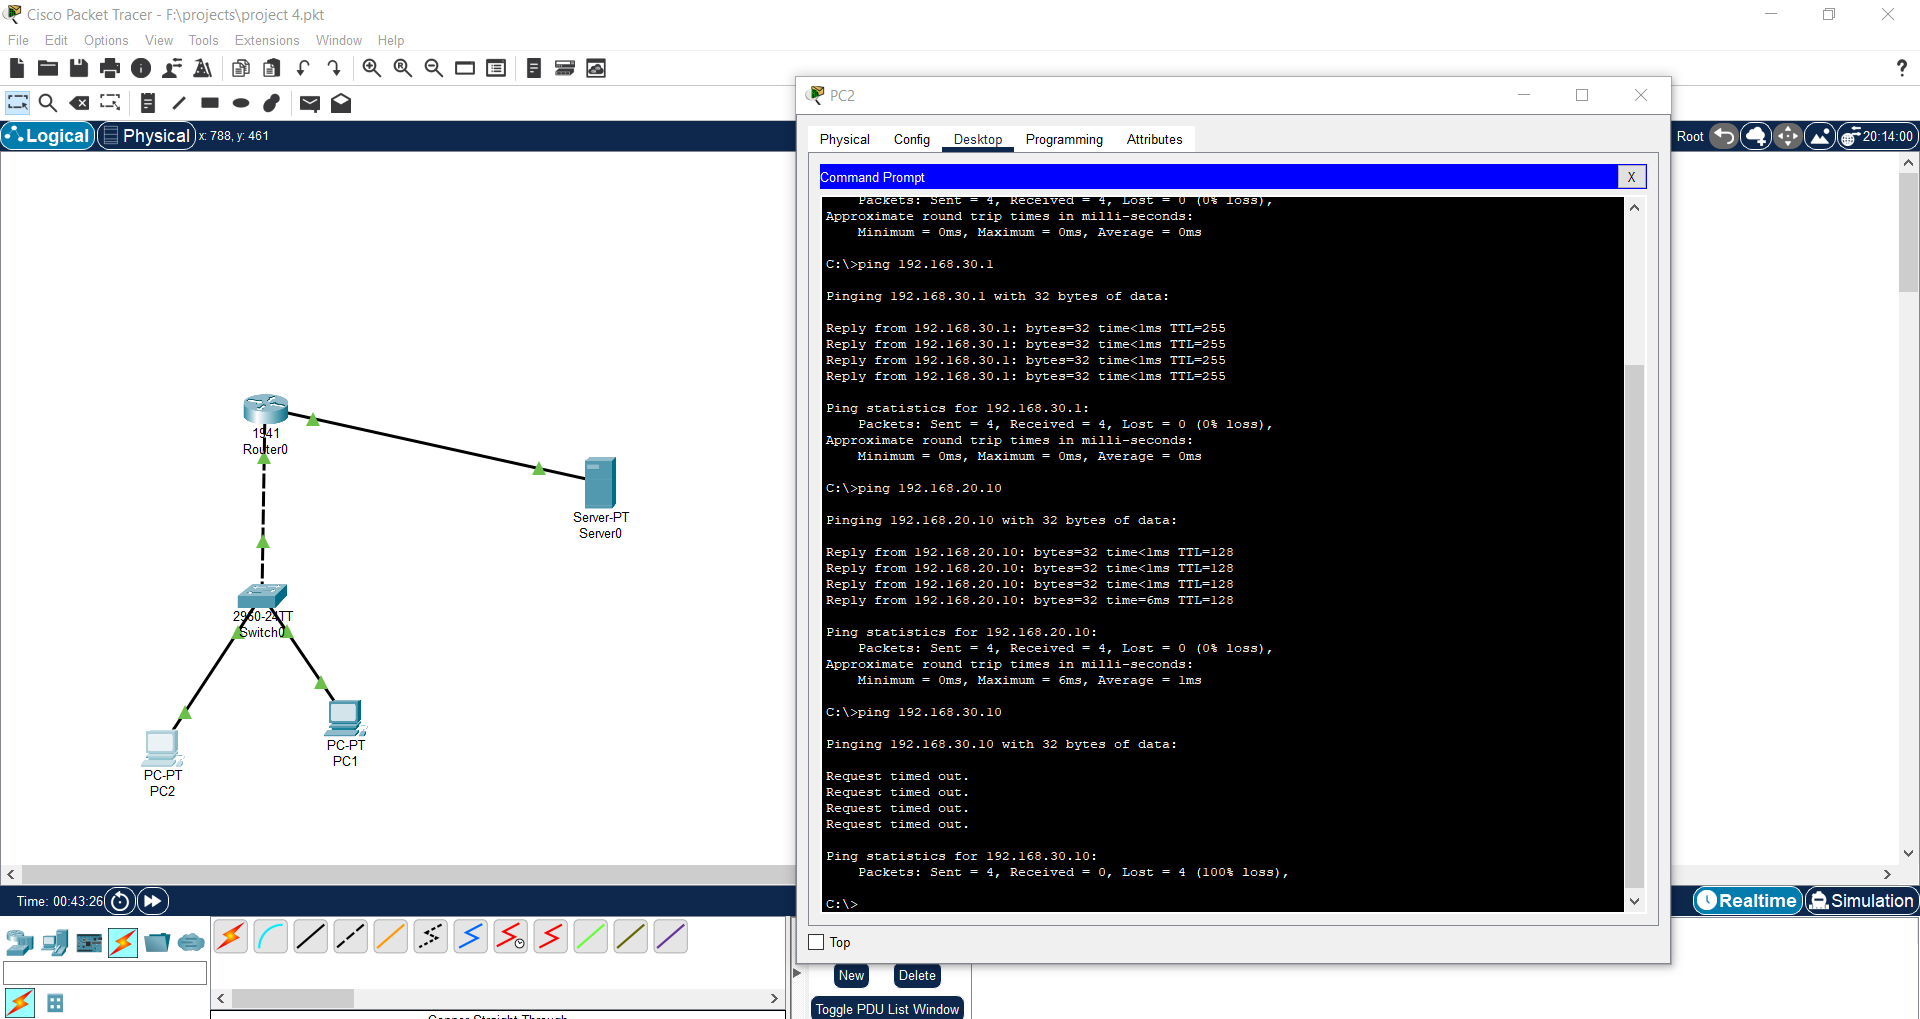 Cisco Packet Tracer - F:\projects\project 4.pkt
File Edit Options View Tools Extensions Window Help
?
Logical Physical x: 788, y: 461
Root 20:14:00
1941
Router0
Server-PT
Server0
2960-24TT
Switch0
PC-PT
PC1
PC-PT
PC2
PC2
Physical Config Desktop Programming Attributes
Command Prompt X
Packets: Sent = 4, Received = 4, Lost = 0 (0% loss),
Approximate round trip times in milli-seconds:
Minimum = 0ms, Maximum = 0ms, Average = 0ms
C:\>ping 192.168.30.1
Pinging 192.168.30.1 with 32 bytes of data:
Reply from 192.168.30.1: bytes=32 time<1ms TTL=255
Reply from 192.168.30.1: bytes=32 time<1ms TTL=255
Reply from 192.168.30.1: bytes=32 time<1ms TTL=255
Reply from 192.168.30.1: bytes=32 time<1ms TTL=255
Ping statistics for 192.168.30.1:
Packets: Sent = 4, Received = 4, Lost = 0 (0% loss),
Approximate round trip times in milli-seconds:
Minimum = 0ms, Maximum = 0ms, Average = 0ms
C:\>ping 192.168.20.10
Pinging 192.168.20.10 with 32 bytes of data:
Reply from 192.168.20.10: bytes=32 time<1ms TTL=128
Reply from 192.168.20.10: bytes=32 time<1ms TTL=128
Reply from 192.168.20.10: bytes=32 time<1ms TTL=128
Reply from 192.168.20.10: bytes=32 time=6ms TTL=128
Ping statistics for 192.168.20.10:
Packets: Sent = 4, Received = 4, Lost = 0 (0% loss),
Approximate round trip times in milli-seconds:
Minimum = 0ms, Maximum = 6ms, Average = 1ms
C:\>ping 192.168.30.10
Pinging 192.168.30.10 with 32 bytes of data:
Request timed out.
Request timed out.
Request timed out.
Request timed out.
Ping statistics for 192.168.30.10:
Packets: Sent = 4, Received = 0, Lost = 4 (100% loss),
C:\>
Top
Time: 00:43:26
Realtime Simulation
New Delete
Toggle PDU List Window
Copper Straight-Through